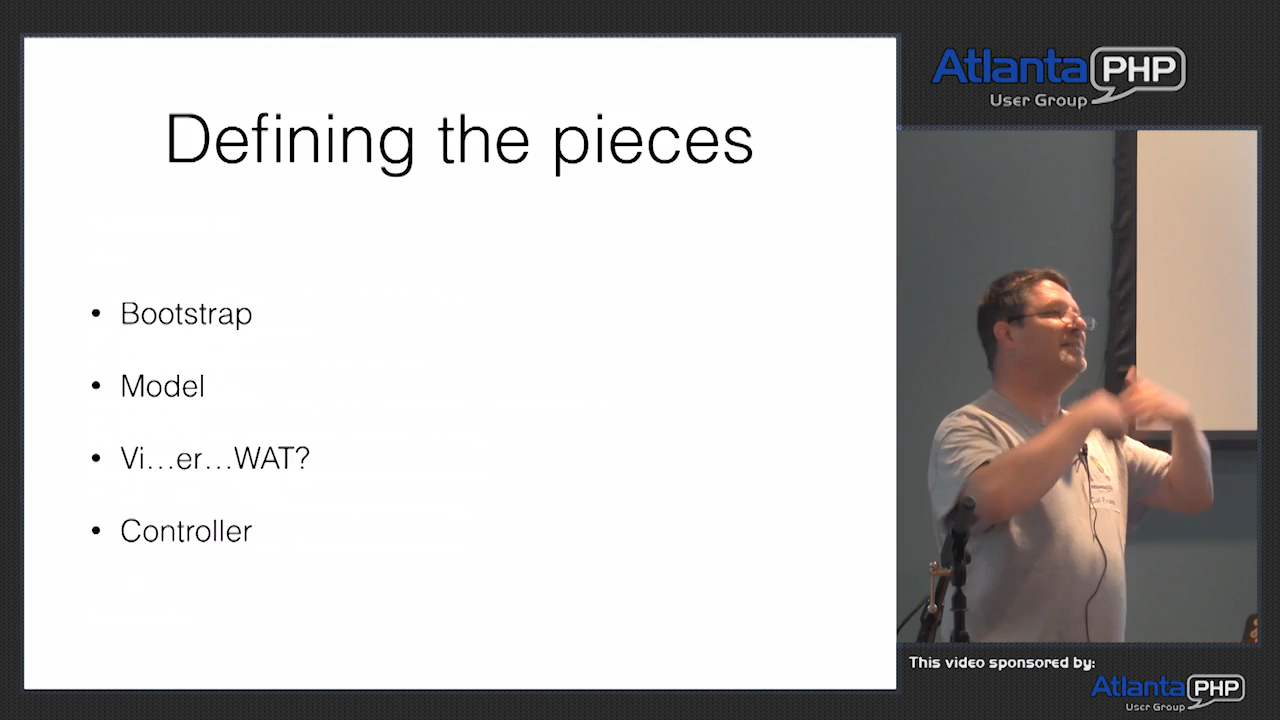 Defining the pieces
• Bootstrap
• Model
• Vi…er…WAT?
• Controller
Atlanta PHP
User Group
This video sponsored by:
Atlanta PHP
User Group